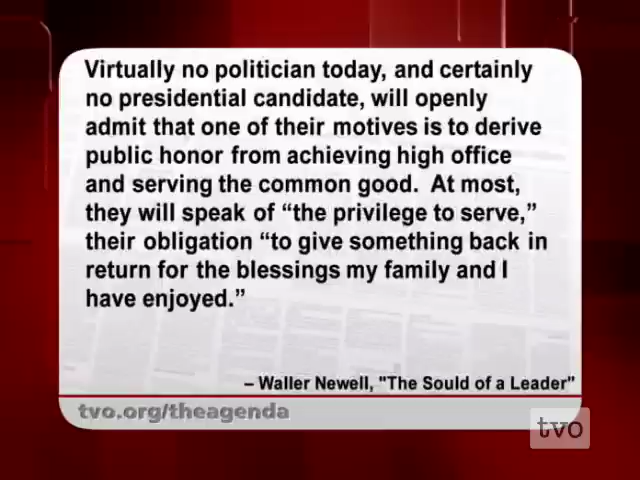 Virtually no politician today, and certainly
no presidential candidate, will openly
admit that one of their motives is to derive
public honor from achieving high office
and serving the common good.  At most,
they will speak of “the privilege to serve,”
their obligation “to give something back in
return for the blessings my family and I
have enjoyed.”
– Waller Newell, "The Sould of a Leader"
tvo.org/theagenda
tvo